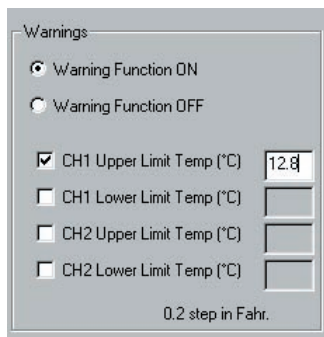 Warnings
Warning Function ON
Warning Function OFF
CH1 Upper Limit Temp (°C) 12.8
CH1 Lower Limit Temp (°C)
CH2 Upper Limit Temp (°C)
CH2 Lower Limit Temp (°C)
0.2 step in Fahr.